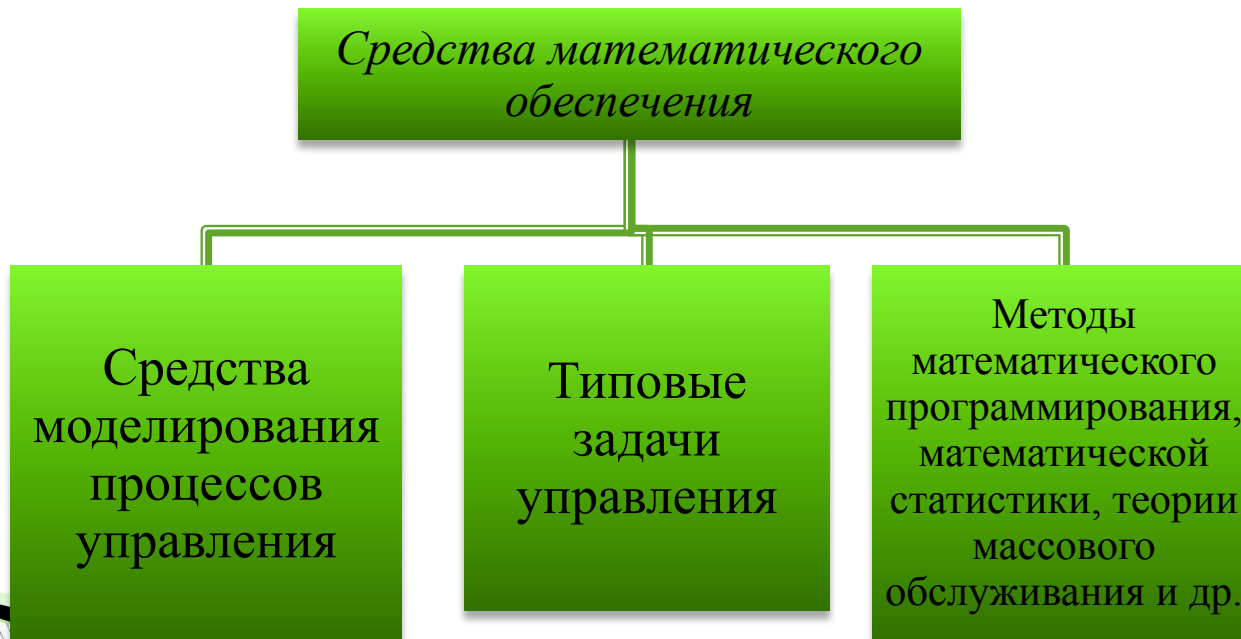 Средства математического
обеспечения
Средства
моделирования
процессов
управления
Типовые
задачи
управления
Методы
математического
программирования,
математической
статистики, теории
массового
обслуживания и др.